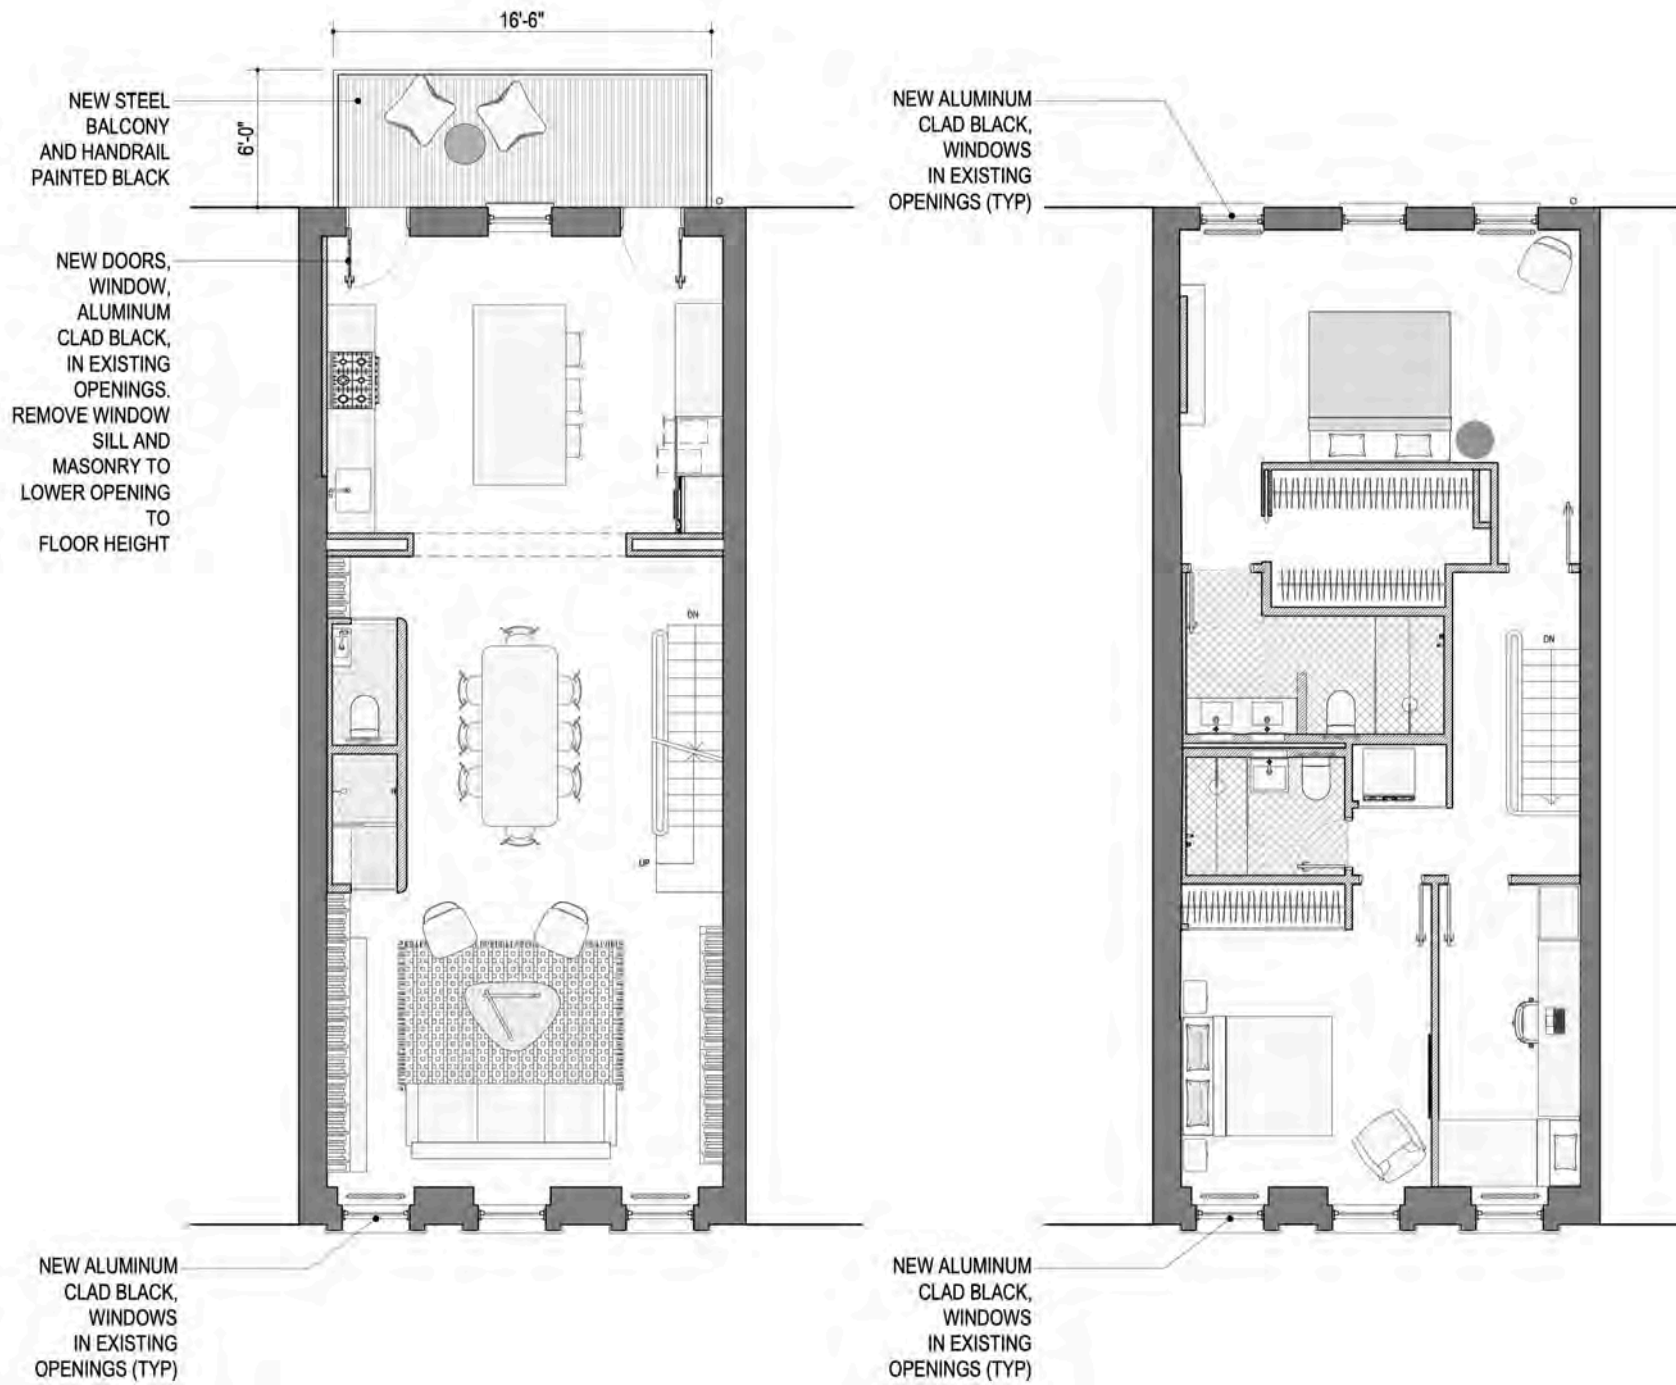 16'-6"
6'-0"
NEW STEEL
BALCONY
AND HANDRAIL
PAINTED BLACK
NEW DOORS,
WINDOW,
ALUMINUM
CLAD BLACK,
IN EXISTING
OPENINGS.
REMOVE WINDOW
SILL AND
MASONRY TO
LOWER OPENING
TO
FLOOR HEIGHT
DN
UP
NEW ALUMINUM
CLAD BLACK,
WINDOWS
IN EXISTING
OPENINGS (TYP)
NEW ALUMINUM
CLAD BLACK,
WINDOWS
IN EXISTING
OPENINGS (TYP)
DN
NEW ALUMINUM
CLAD BLACK,
WINDOWS
IN EXISTING
OPENINGS (TYP)